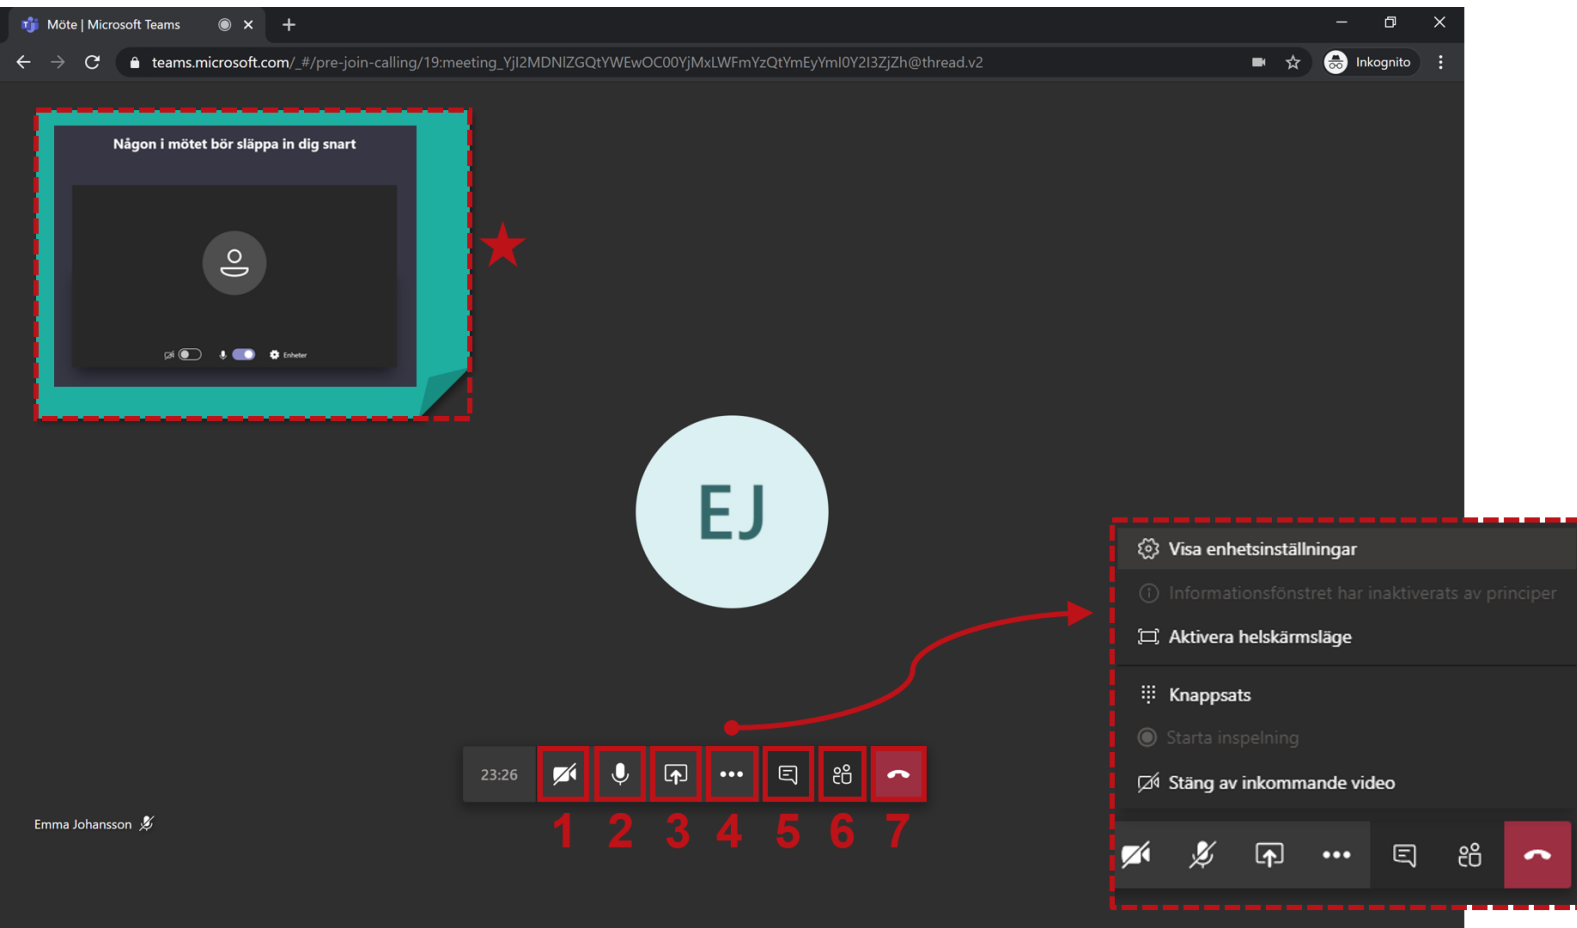 Möte | Microsoft Teams
teams.microsoft.com/_#/pre-join-calling/19:meeting_YjI2MDNlZGQtYWEwOC00YjMxLWFmYzQtYmEyYmI0Y2I3ZjZh@thread.v2
Inkognito
Någon i mötet bör släppa in dig snart
Enheter
EJ
Visa enhetsinställningar
Informationsfönstret har inaktiverats av principer
Aktivera helskärmsläge
Knappsats
Starta inspelning
Stäng av inkommande video
23:26
1 2 3 4 5 6 7
Emma Johansson